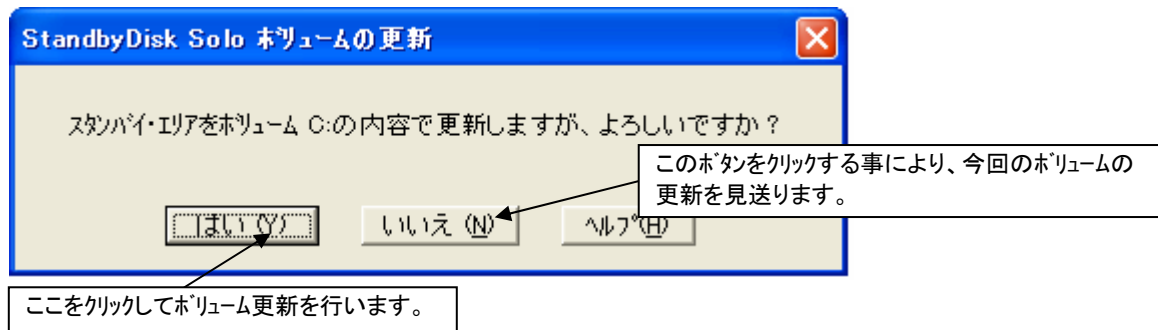 StandbyDisk Solo ﾎﾞﾘｭｰﾑの更新
ｽﾀﾝﾊﾞｲ･ｴﾘｱをﾎﾞﾘｭｰﾑ C:の内容で更新しますが、よろしいですか？
このﾎﾞﾀﾝをｸﾘｯｸする事により、今回のﾎﾞﾘｭｰﾑの
更新を見送ります。
はい (Y)
いいえ (N)
ﾍﾙﾌﾟ(H)
ここをｸﾘｯｸしてﾎﾞﾘｭｰﾑ更新を行います。